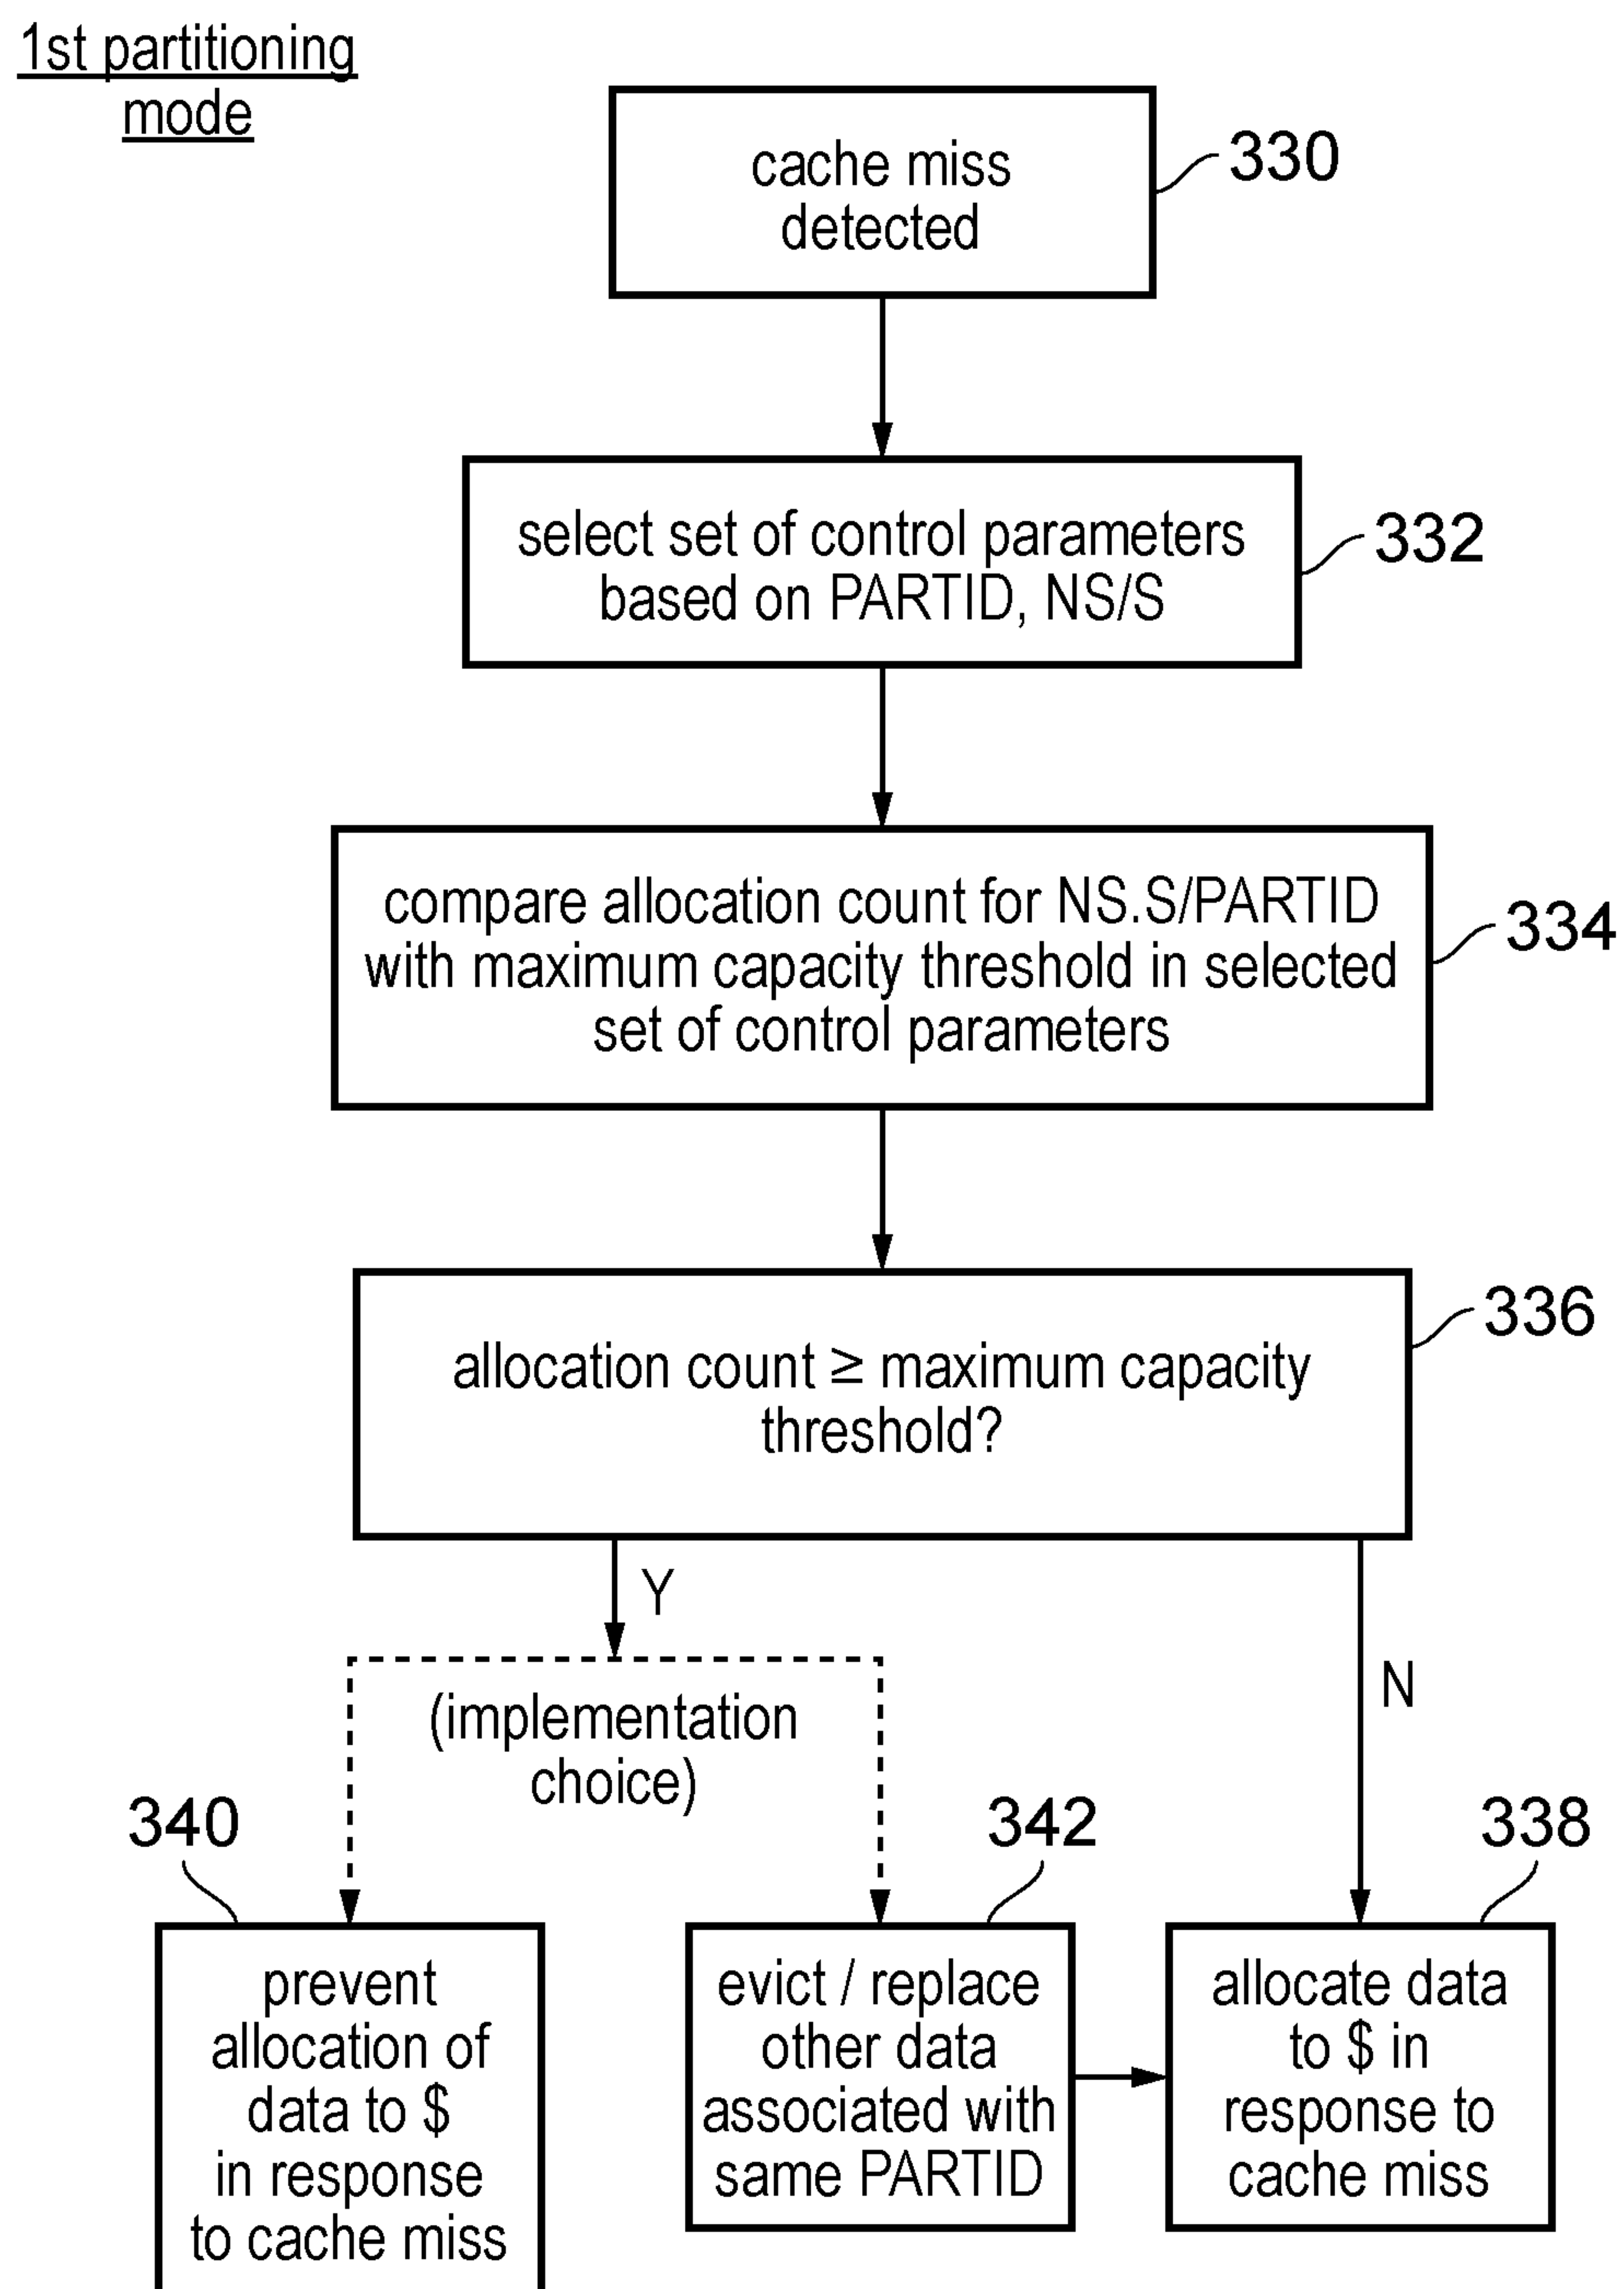 1st partitioning
mode
cache miss
detected
330
select set of control parameters
based on PARTID, NS/S
332
compare allocation count for NS.S/PARTID
with maximum capacity threshold in selected
set of control parameters
334
allocation count ≥ maximum capacity
threshold?
336
Y
N
(implementation
choice)
340
prevent
allocation of
data to $
in response
to cache miss
342
evict / replace
other data
associated with
same PARTID
338
allocate data
to $ in
response to
cache miss